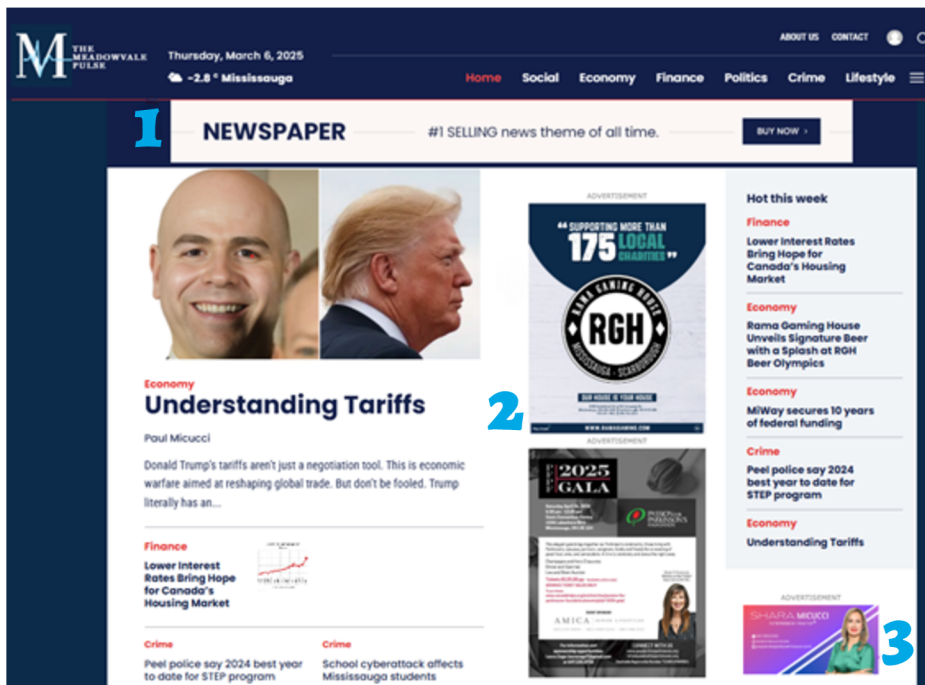 ABOUT US CONTACT
THE
MEADOWVALE
PULSE
M
Thursday, March 6, 2025
-2.8 ° Mississauga
Home Social Economy Finance Politics Crime Lifestyle
1
NEWSPAPER
#1 SELLING news theme of all time.
BUY NOW >
ADVERTISEMENT
“SUPPORTING MORE THAN
175 LOCAL
CHARITIES”
RAMA GAMING HOUSE
RGH
MISSISSAUGA - SCARBOROUGH
OUR HOUSE IS YOUR HOUSE
WWW.RAMAGAMING.COM
2
ADVERTISEMENT
2025
GALA
AMICA
CONNECT WITH US
Economy
Understanding Tariffs
Paul Micucci
Donald Trump’s tariffs aren’t just a negotiation tool. This is economic
warfare aimed at reshaping global trade. But don’t be fooled. Trump
literally has an...
Finance
Lower Interest
Rates Bring Hope
for Canada’s
Housing Market
Crime
Peel police say 2024 best year
to date for STEP program
Crime
School cyberattack affects
Mississauga students
Hot this week
Finance
Lower Interest Rates
Bring Hope for
Canada’s Housing
Market
Economy
Rama Gaming House
Unveils Signature Beer
with a Splash at RGH
Beer Olympics
Economy
MiWay secures 10 years
of federal funding
Crime
Peel police say 2024
best year to date for
STEP program
Economy
Understanding Tariffs
ADVERTISEMENT
SHARA MICUCCI
3